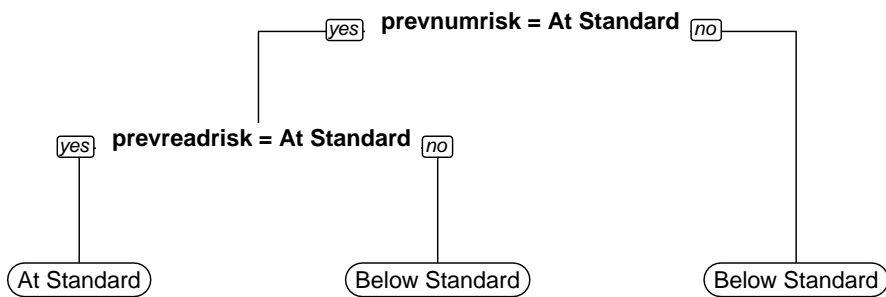 yes prevnumrisk = At Standard no
yes prevreadrisk = At Standard no
At Standard Below Standard Below Standard